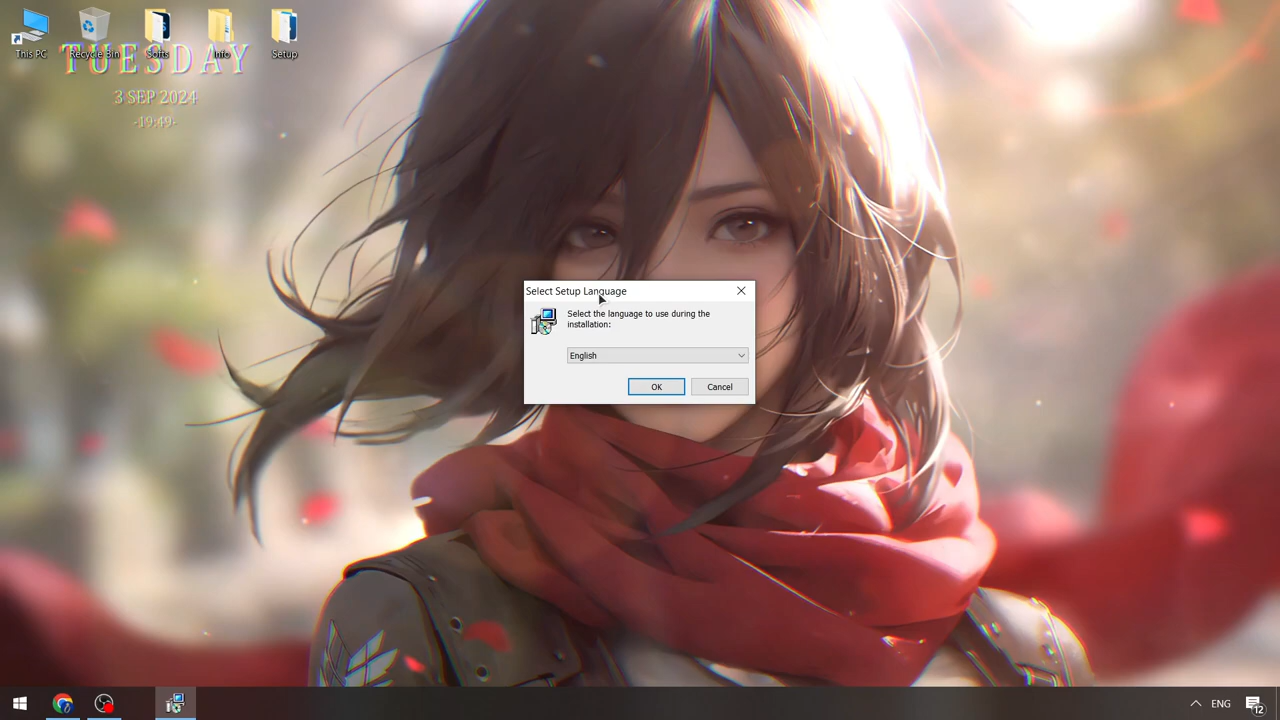 This PC
Recycle Bin
Softs
Info
Setup
TUESDAY
3 SEP 2024
-19:49-
Select Setup Language
Select the language to use during the
installation:
English
OK
Cancel
ENG
12